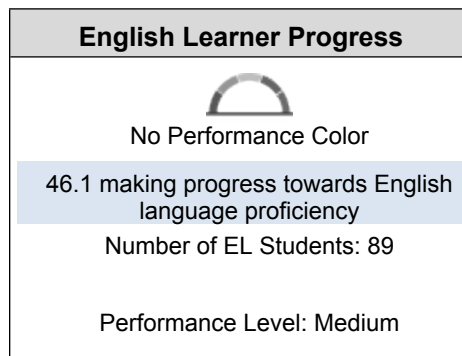 English Learner Progress
No Performance Color
46.1 making progress towards English
language proficiency
Number of EL Students: 89
Performance Level: Medium